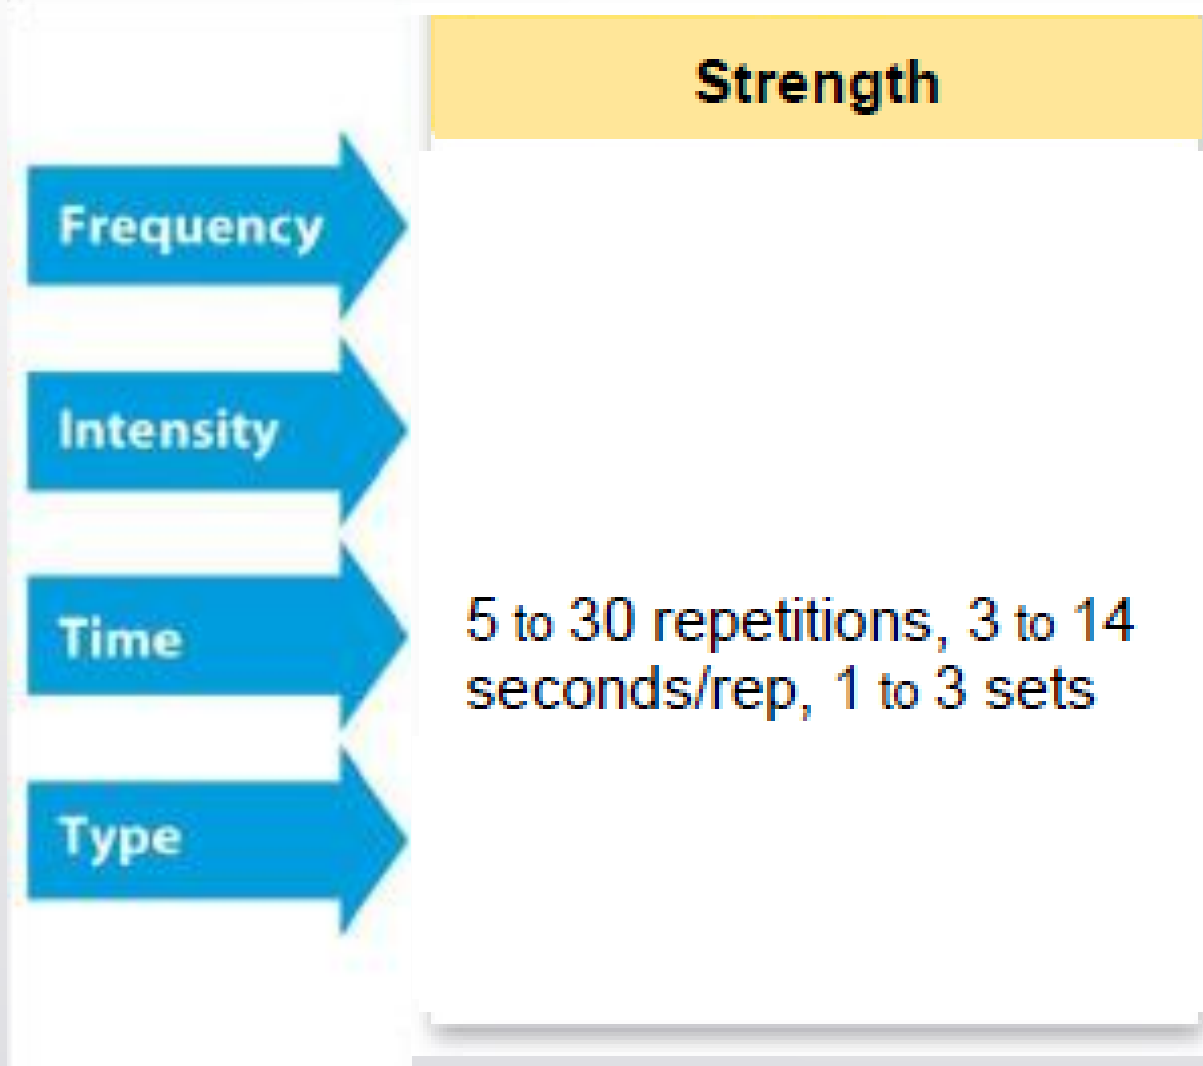 Strength
Frequency
Intensity
Time
5 to 30 repetitions, 3 to 14
seconds/rep, 1 to 3 sets
Type